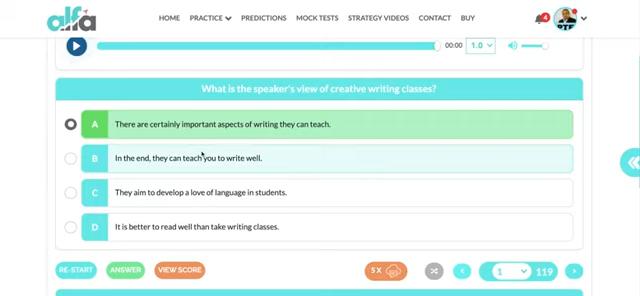 alfa
HOME PRACTICE PREDICTIONS MOCK TESTS STRATEGY VIDEOS CONTACT BUY
4
OTE
00:00 1.0
What is the speaker's view of creative writing classes?
A There are certainly important aspects of writing they can teach.
B In the end, they can teach you to write well.
C They aim to develop a love of language in students.
D It is better to read well than take writing classes.
RE-START ANSWER VIEW SCORE 5 X 1 119